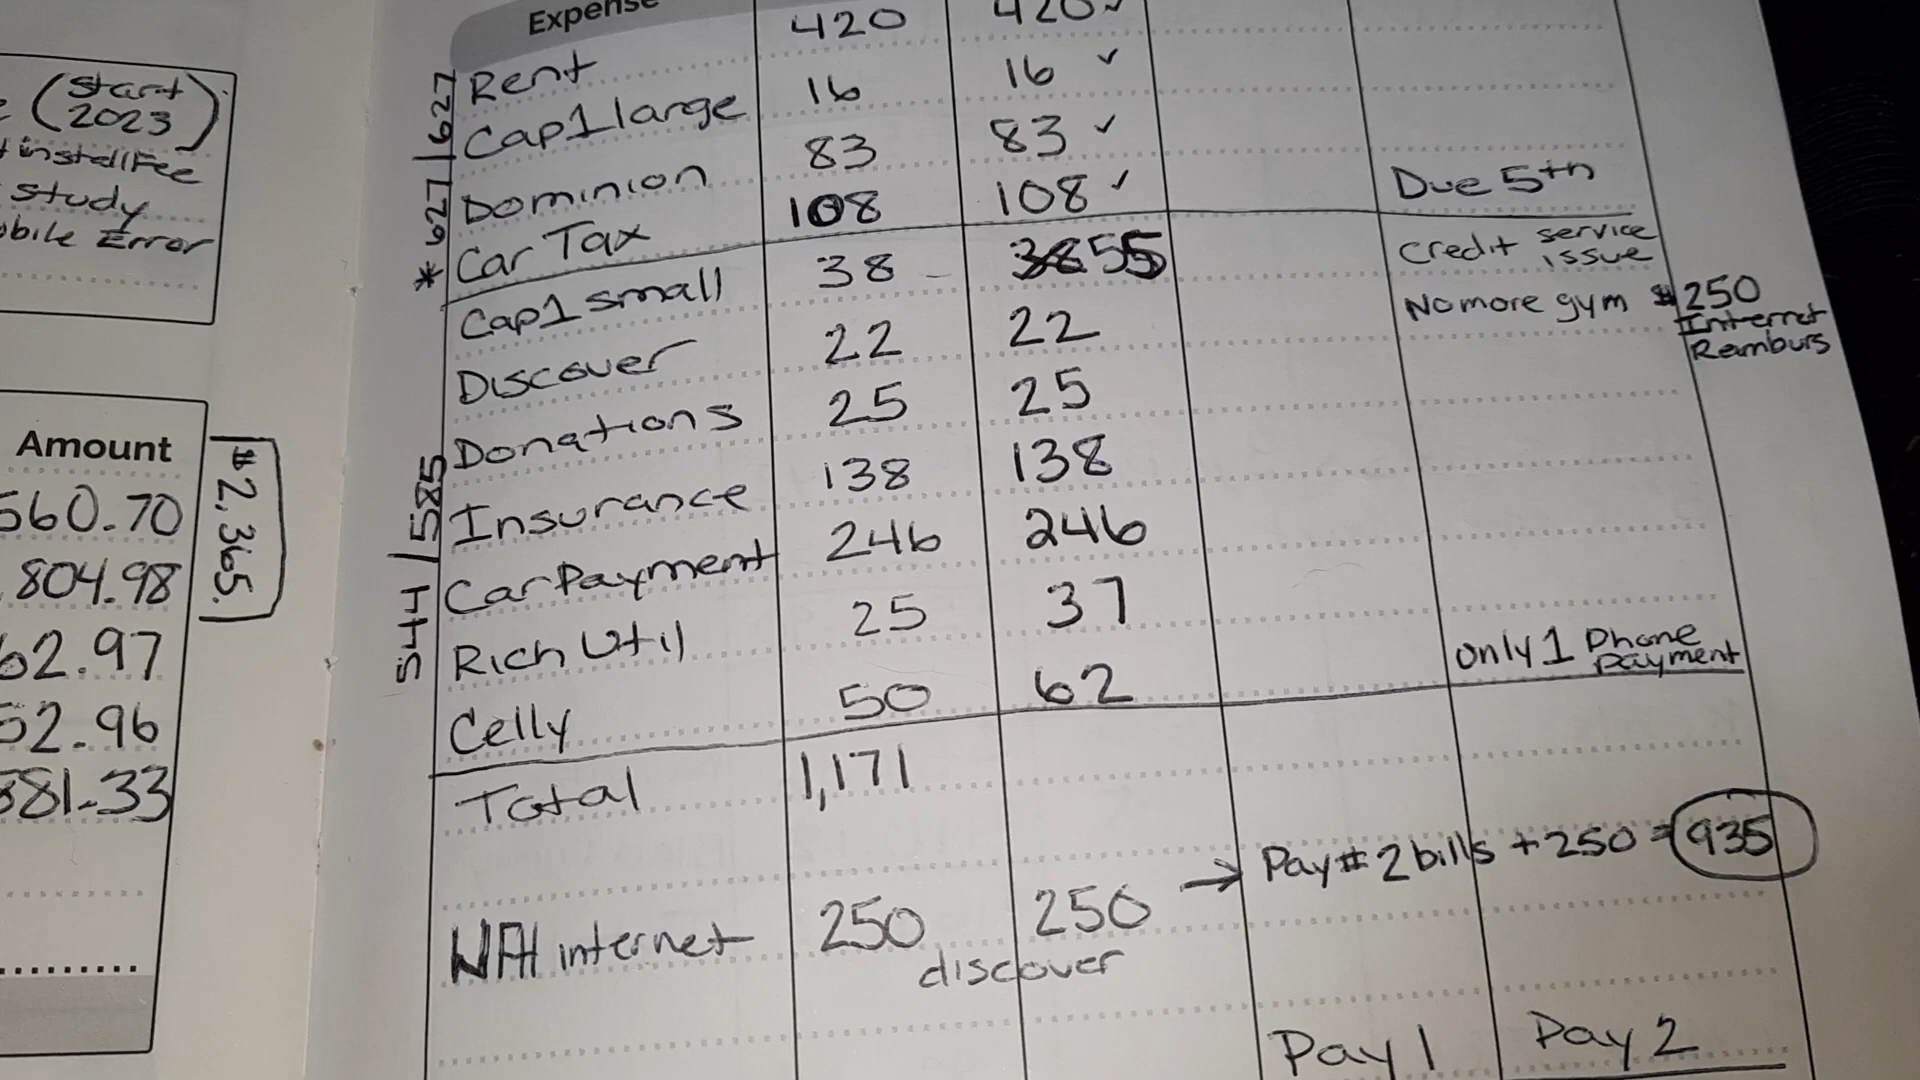 (Start
2023)
install Fee
study
Error
Amount
560.70
804.98
62.97
52.96
881.33
$2,365.
Expense
627 | 627
*
544 | 585
420 420 ✓
Rent 16 16 ✓
Cap1 large 83 83 ✓
Dominion 108 108 ✓ Due 5th
Car Tax 38 55 Credit service issue
Cap1 small 22 22 No more gym $250 Internet Reimburs
Discover 25 25
Donations 138 138
Insurance 246 246
Car Payment 25 37
Rich Util 50 62 only 1 Phone payment
Celly
Total 1,171
→ Pay #2 bills + 250 = 935
internet 250 250
discover
Pay 1 Pay 2